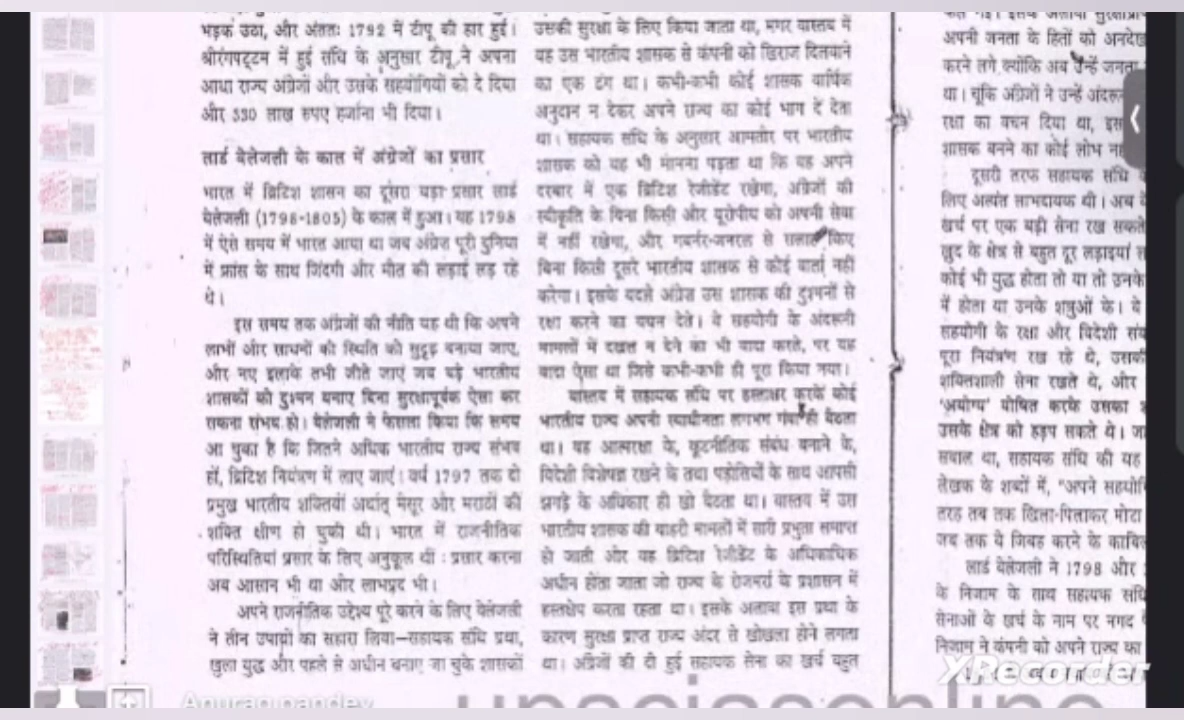 भड़क उठा, और अंततः 1792 में टीपू की हार हुई।
श्रीरंगपट्टम में हुई संधि के अनुसार टीपू ने अपना
आधा राज्य अंग्रेजों और उसके सहयोगियों को दे दिया
और 330 लाख रुपए हर्जाना भी दिया।
लार्ड वेलेजली के काल में अंग्रेजों का प्रसार
भारत में ब्रिटिश शासन का दूसरा बड़ा प्रसार लार्ड
वेलेजली (1798-1805) के काल में हुआ। यह 1798
में ऐसे समय में भारत आया था जब अंग्रेज पूरी दुनिया
में फ्रांस के साथ जिंदगी और मौत की लड़ाई लड़ रहे
थे।
इस समय तक अंग्रेजों की नीति यह थी कि अपने
लाभों और साधनों की स्थिति को सुदृढ़ बनाया जाए,
और नए इलाके तभी जीते जाएं जब बड़े भारतीय
शासकों को दुश्मन बनाए बिना सुरक्षापूर्वक ऐसा कर
सकना संभव हो। वेलेजली ने फैसला किया कि समय
आ चुका है कि जितने अधिक भारतीय राज्य संभव
हों, ब्रिटिश नियंत्रण में लाए जाएं। वर्ष 1797 तक दो
प्रमुख भारतीय शक्तियों अर्थात् मैसूर और मराठों की
शक्ति क्षीण हो चुकी थी। भारत में राजनीतिक
परिस्थितियां प्रसार के लिए अनुकूल थीं : प्रसार करना
अब आसान भी था और लाभप्रद भी।
अपने राजनीतिक उद्देश्य पूरे करने के लिए वेलेजली
ने तीन उपायों का सहारा लिया—सहायक संधि प्रथा,
खुला युद्ध और पहले से अधीन बनाए जा चुके शासकों
उसकी सुरक्षा के लिए किया जाता था, मगर वास्तव में
यह उस भारतीय शासक से कंपनी को खिराज दिलवाने
का एक ढंग था। कभी-कभी कोई शासक वार्षिक
अनुदान न देकर अपने राज्य का कोई भाग दे देता
था। सहायक संधि के अनुसार आमतौर पर भारतीय
शासक को यह भी मानना पड़ता था कि वह अपने
दरबार में एक ब्रिटिश रेजीडेंट रखेगा, अंग्रेजों की
स्वीकृति के बिना किसी और यूरोपीय को अपनी सेवा
में नहीं रखेगा, और गवर्नर-जनरल से सलाह किए
बिना किसी दूसरे भारतीय शासक से कोई वार्ता नहीं
करेगा। इसके बदले अंग्रेज उस शासक की दुश्मनों से
रक्षा करने का वचन देते। वे सहयोगी के अंदरूनी
मामलों में दखल न देने का भी वादा करते, पर यह
वादा ऐसा था जिसे कभी-कभी ही पूरा किया गया।
वास्तव में सहायक संधि पर हस्ताक्षर करके कोई
भारतीय राज्य अपनी स्वाधीनता लगभग गंवा ही बैठता
था। वह आत्मरक्षा के, कूटनीतिक संबंध बनाने के,
विदेशी विशेषज्ञ रखने के तथा पड़ोसियों के साथ आपसी
झगड़े के अधिकार ही खो बैठता था। वास्तव में उस
भारतीय शासक की बाहरी मामलों में सारी प्रभुता समाप्त
हो जाती और वह ब्रिटिश रेजीडेंट के अधिकाधिक
अधीन होता जाता जो राज्य के रोजमर्रा के प्रशासन में
हस्तक्षेप करता रहता था। इसके अलावा इस प्रथा के
कारण सुरक्षा प्राप्त राज्य अंदर से खोखला होने लगता
था। अंग्रेजों की दी हुई सहायक सेना का खर्च बहुत
अपनी जनता के हितों को
करने लगे क्योंकि अब उन्हें जनता
था। चूंकि अंग्रेजों ने उन्हें
रक्षा का वचन दिया था, इस
शासक बनने का कोई लोभ
दूसरी तरफ सहायक संधि
लिए अत्यंत लाभदायक थी। अब वे
खर्च पर एक बड़ी सेना रख सकते
खुद के क्षेत्र से बहुत दूर लड़ाइयां
कोई भी युद्ध होता तो या तो उनके
में होता या उनके शत्रुओं के। वे
सहयोगी के रक्षा और विदेशी
पूरा नियंत्रण रख रहे थे, उसकी
शक्तिशाली सेना रखते थे, और
'अयोग्य' घोषित करके उसका
उसके क्षेत्र को हड़प सकते थे। जहां
सवाल था, सहायक संधि की यह
लेखक के शब्दों में, "अपने
तरह तब तक खिला-पिलाकर मोटा
जब तक वे जिबह करने के
लार्ड वेलेजली ने 1798 और
के निजाम के साथ सहायक संधि
सेनाओं के खर्च के नाम पर नगद
निजाम ने कंपनी को अपने राज्य का
XRecorder
Anurag pandey
upsciasonline